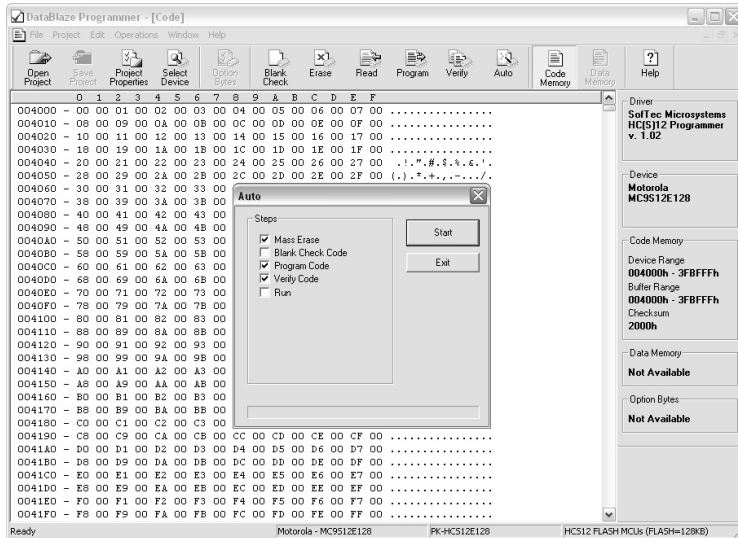 DataBlaze Programmer - [Code]
File Project Edit Operations Window Help
Open Project
Save Project
Project Properties
Select Device
Option Bytes
Blank Check
Erase
Read
Program
Verify
Auto
Code Memory
Data Memory
Help
0 1 2 3 4 5 6 7 8 9 A B C D E F
004000 - 00 00 01 00 02 00 03 00 04 00 05 00 06 00 07 00 ................
004010 - 08 00 09 00 0A 00 0B 00 0C 00 0D 00 0E 00 0F 00 ................
004020 - 10 00 11 00 12 00 13 00 14 00 15 00 16 00 17 00 ................
004030 - 18 00 19 00 1A 00 1B 00 1C 00 1D 00 1E 00 1F 00 ................
004040 - 20 00 21 00 22 00 23 00 24 00 25 00 26 00 27 00 .!.".#.$.%.&.'.
004050 - 28 00 29 00 2A 00 2B 00 2C 00 2D 00 2E 00 2F 00 (.).*.+.,.-.../.
004060 - 30 00 31 00 32 00 33 00
004070 - 38 00 39 00 3A 00 3B 00
004080 - 40 00 41 00 42 00 43 00
004090 - 48 00 49 00 4A 00 4B 00
0040A0 - 50 00 51 00 52 00 53 00
0040B0 - 58 00 59 00 5A 00 5B 00
0040C0 - 60 00 61 00 62 00 63 00
0040D0 - 68 00 69 00 6A 00 6B 00
0040E0 - 70 00 71 00 72 00 73 00
0040F0 - 78 00 79 00 7A 00 7B 00
004100 - 80 00 81 00 82 00 83 00
004110 - 88 00 89 00 8A 00 8B 00
004120 - 90 00 91 00 92 00 93 00
004130 - 98 00 99 00 9A 00 9B 00
004140 - A0 00 A1 00 A2 00 A3 00
004150 - A8 00 A9 00 AA 00 AB 00
004160 - B0 00 B1 00 B2 00 B3 00
004170 - B8 00 B9 00 BA 00 BB 00
004180 - C0 00 C1 00 C2 00 C3 00
004190 - C8 00 C9 00 CA 00 CB 00 CC 00 CD 00 CE 00 CF 00 ................
0041A0 - D0 00 D1 00 D2 00 D3 00 D4 00 D5 00 D6 00 D7 00 ................
0041B0 - D8 00 D9 00 DA 00 DB 00 DC 00 DD 00 DE 00 DF 00 ................
0041C0 - E0 00 E1 00 E2 00 E3 00 E4 00 E5 00 E6 00 E7 00 ................
0041D0 - E8 00 E9 00 EA 00 EB 00 EC 00 ED 00 EE 00 EF 00 ................
0041E0 - F0 00 F1 00 F2 00 F3 00 F4 00 F5 00 F6 00 F7 00 ................
0041F0 - F8 00 F9 00 FA 00 FB 00 FC 00 FD 00 FE 00 FF 00 ................
Auto
Steps
Mass Erase
Blank Check Code
Program Code
Verify Code
Run
Start
Exit
Driver
SofTec Microsystems
HC(S)12 Programmer
v. 1.02
Device
Motorola
MC9S12E128
Code Memory
Device Range
004000h - 3FBFFFh
Buffer Range
004000h - 3FBFFFh
Checksum
2000h
Data Memory
Not Available
Option Bytes
Not Available
Ready
Motorola - MC9S12E128
PK-HCS12E128
HCS12 FLASH MCUs (FLASH=128KB)